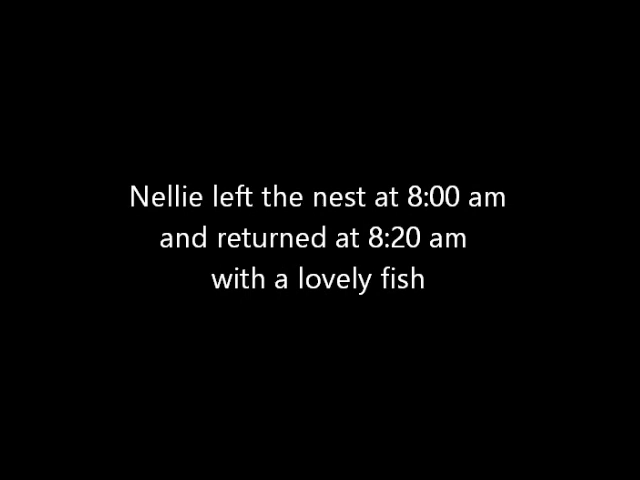 Nellie left the nest at 8:00 am
and returned at 8:20 am
with a lovely fish